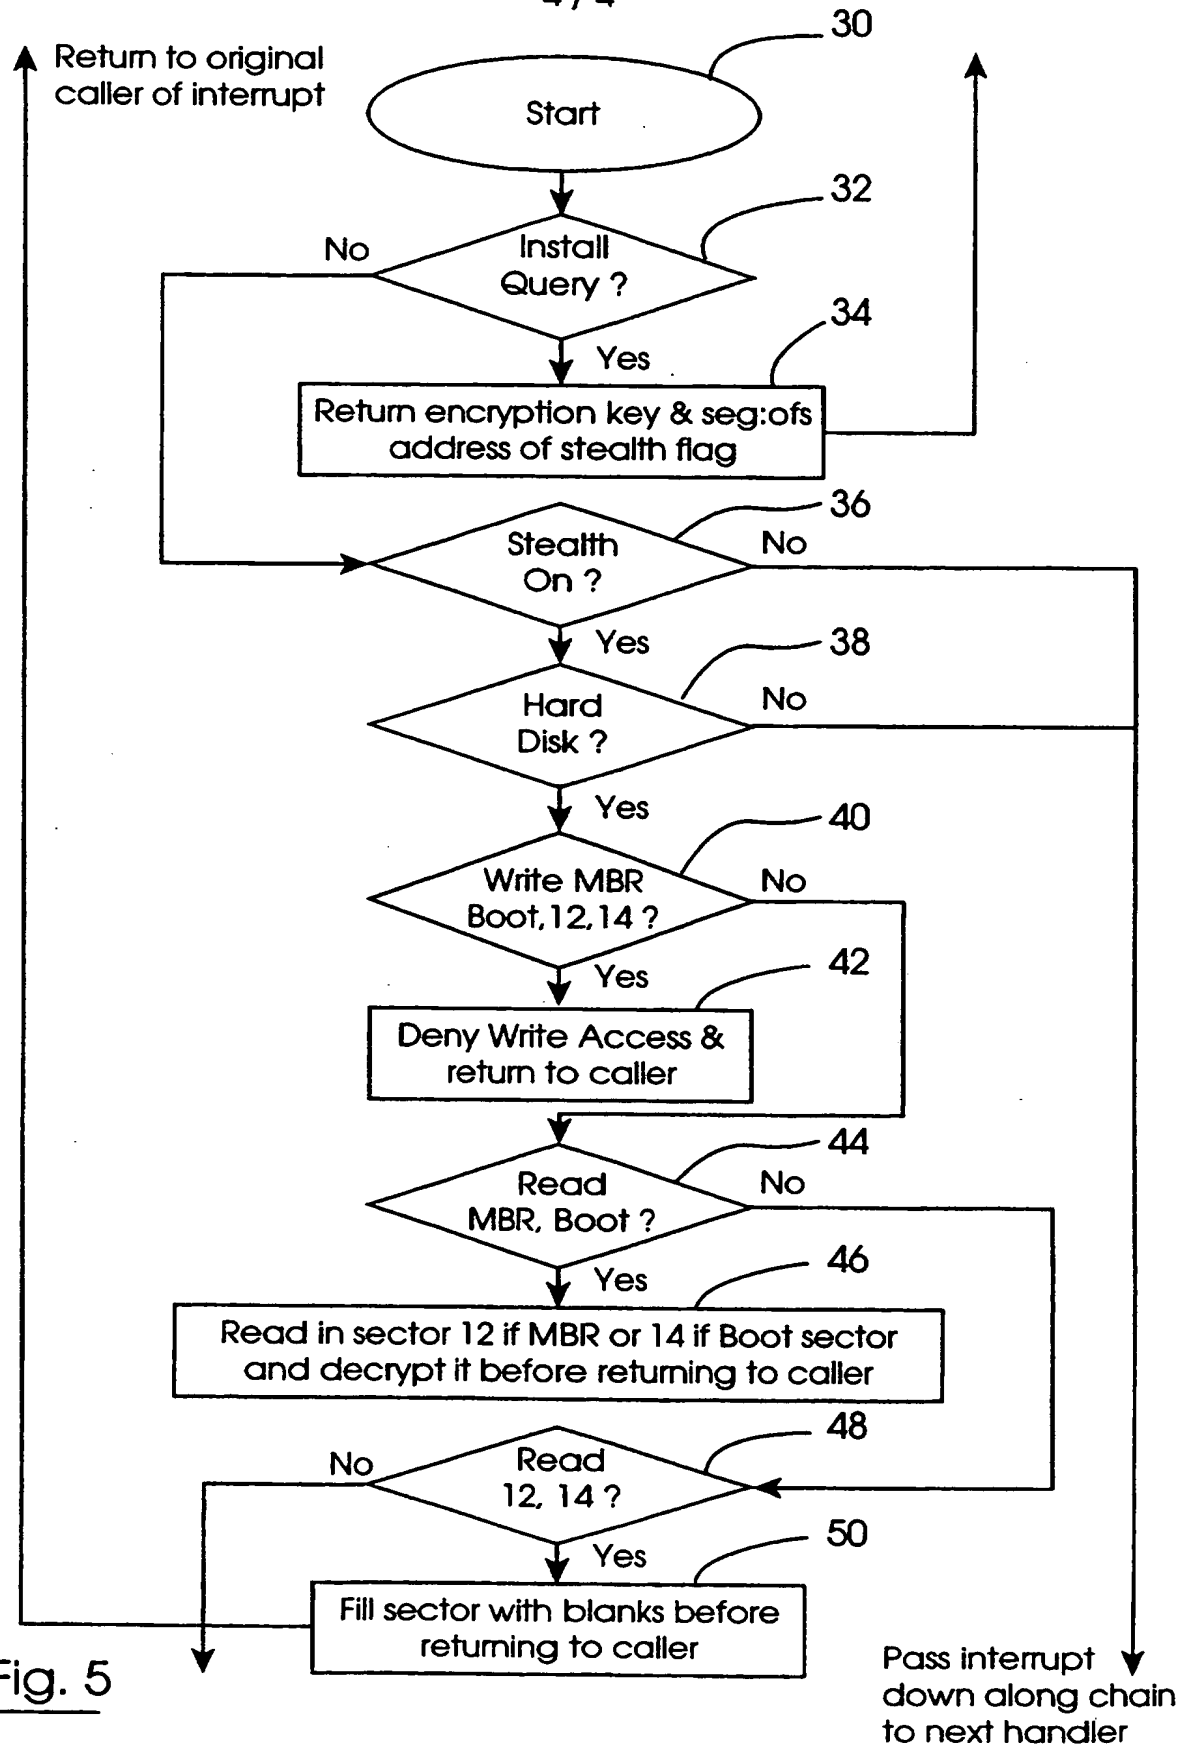 30
Return to original
caller of interrupt
Start
32
No
Install
Query ?
34
Yes
Return encryption key & seg:ofs
address of stealth flag
36
Stealth
On ?
No
Yes
38
Hard
Disk ?
No
Yes
40
Write MBR
Boot, 12, 14 ?
No
Yes
42
Deny Write Access &
return to caller
44
Read
MBR, Boot ?
No
Yes
46
Read in sector 12 if MBR or 14 if Boot sector
and decrypt it before returning to caller
48
No
Read
12, 14 ?
50
Yes
Fill sector with blanks before
returning to caller
Fig. 5
Pass interrupt
down along chain
to next handler